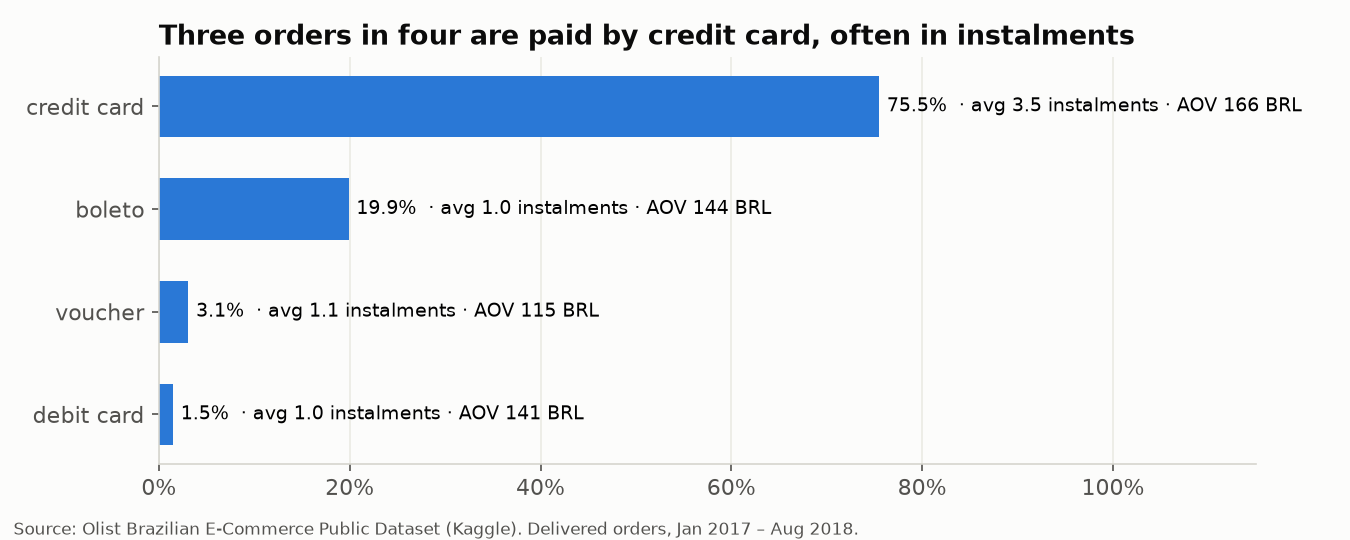 Three orders in four are paid by credit card, often in instalments
credit card 75.5% · avg 3.5 instalments · AOV 166 BRL
boleto 19.9% · avg 1.0 instalments · AOV 144 BRL
voucher 3.1% · avg 1.1 instalments · AOV 115 BRL
debit card 1.5% · avg 1.0 instalments · AOV 141 BRL
0% 20% 40% 60% 80% 100%
Source: Olist Brazilian E-Commerce Public Dataset (Kaggle). Delivered orders, Jan 2017 – Aug 2018.